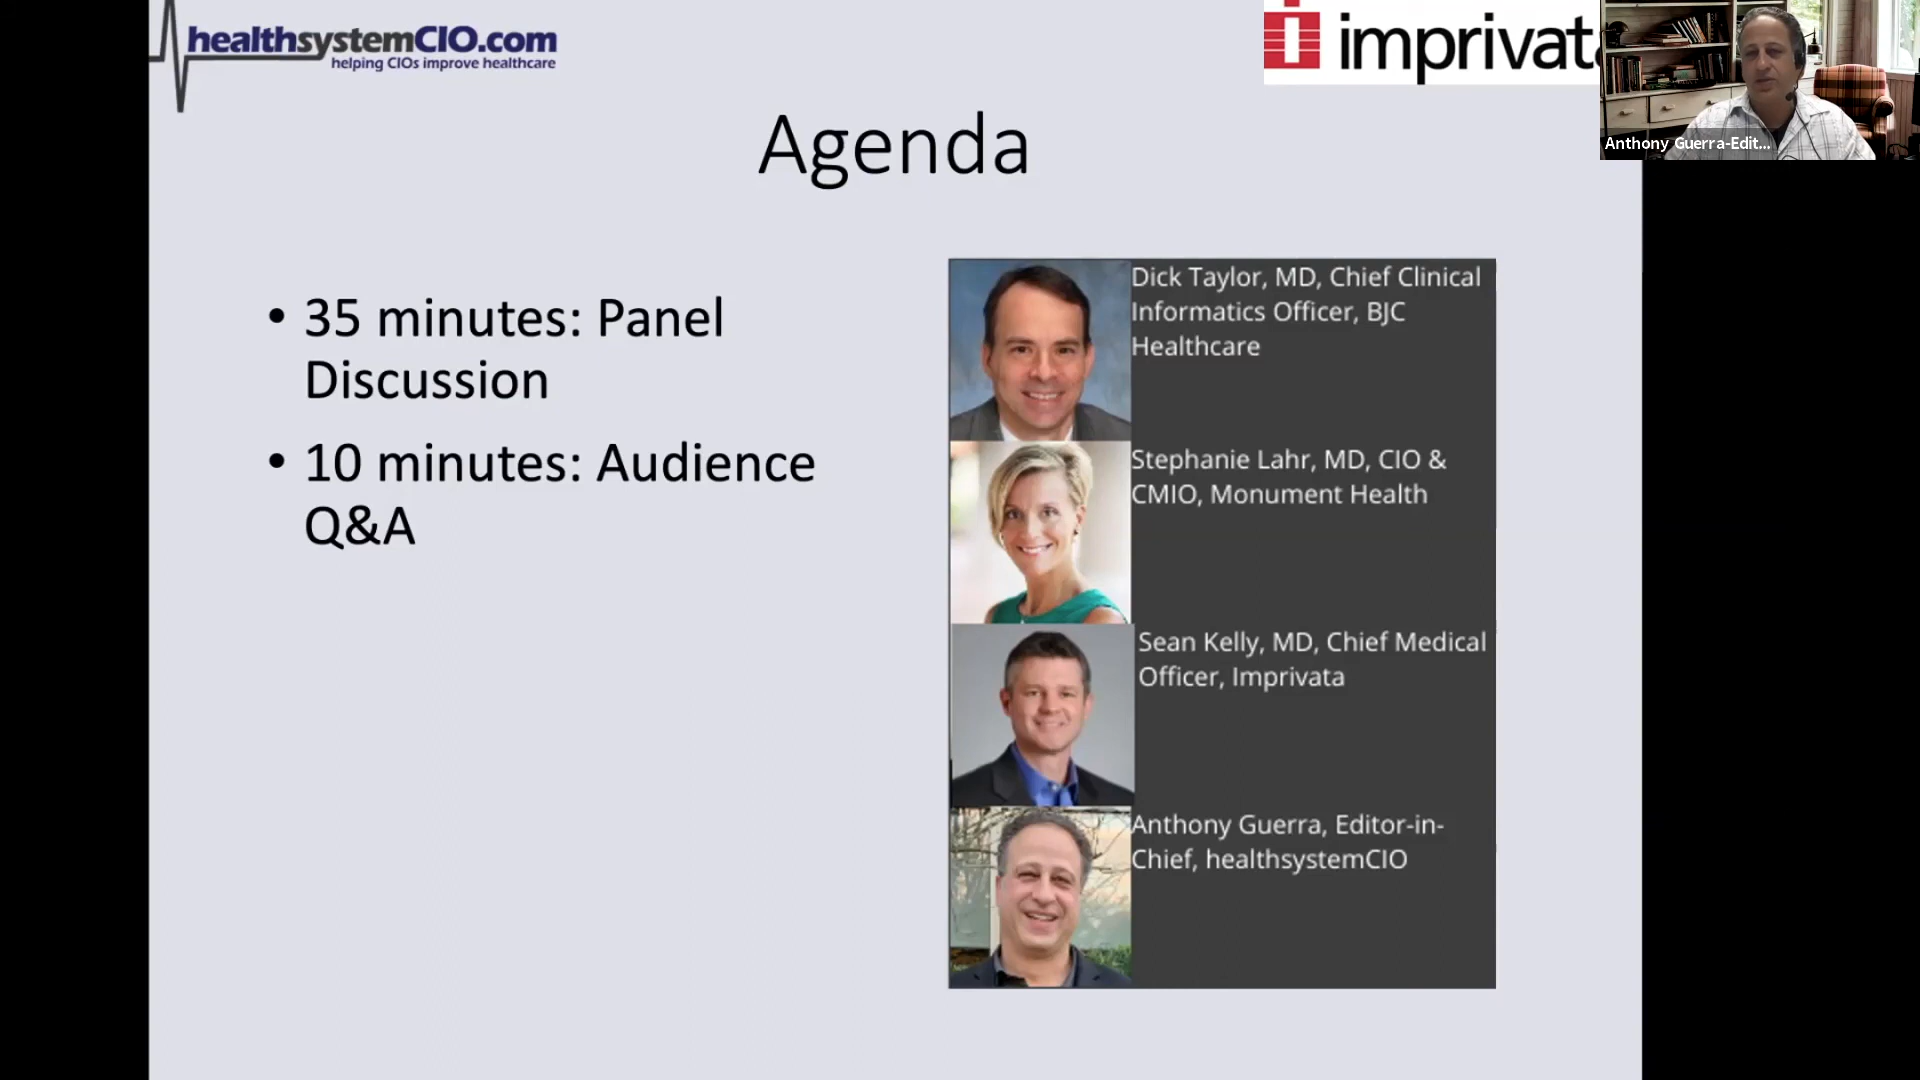 healthsystemCIO.com
helping CIOs improve healthcare
imprivata
Anthony Guerra-Edit...
Agenda
• 35 minutes: Panel
Discussion
• 10 minutes: Audience
Q&A
Dick Taylor, MD, Chief Clinical
Informatics Officer, BJC
Healthcare
Stephanie Lahr, MD, CIO &
CMIO, Monument Health
Sean Kelly, MD, Chief Medical
Officer, Imprivata
Anthony Guerra, Editor-in-
Chief, healthsystemCIO